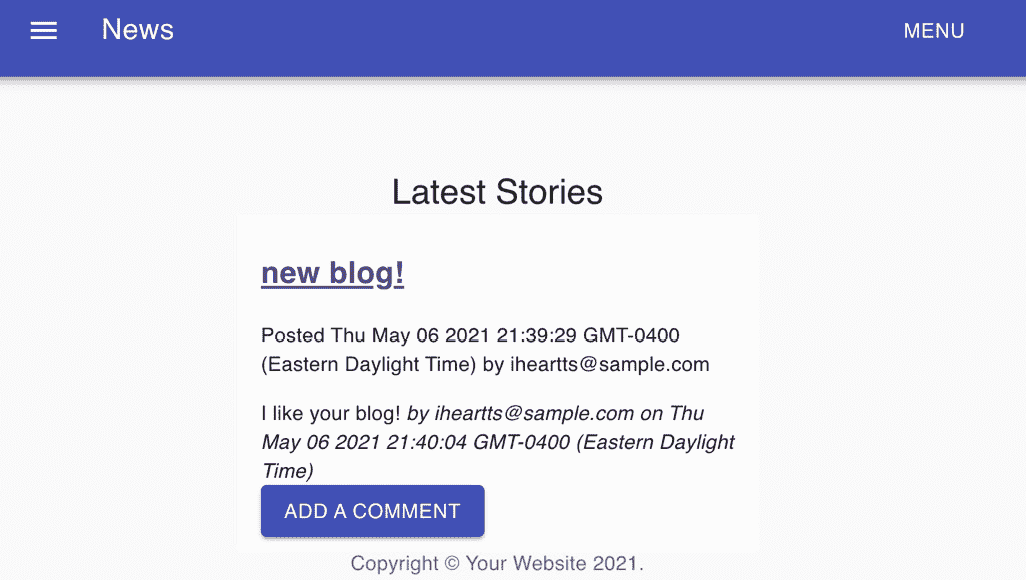 News
MENU
Latest Stories
new blog!
Posted Thu May 06 2021 21:39:29 GMT-0400
(Eastern Daylight Time) by iheartts@sample.com
I like your blog! by iheartts@sample.com on Thu
May 06 2021 21:40:04 GMT-0400 (Eastern Daylight
Time)
ADD A COMMENT
Copyright © Your Website 2021.